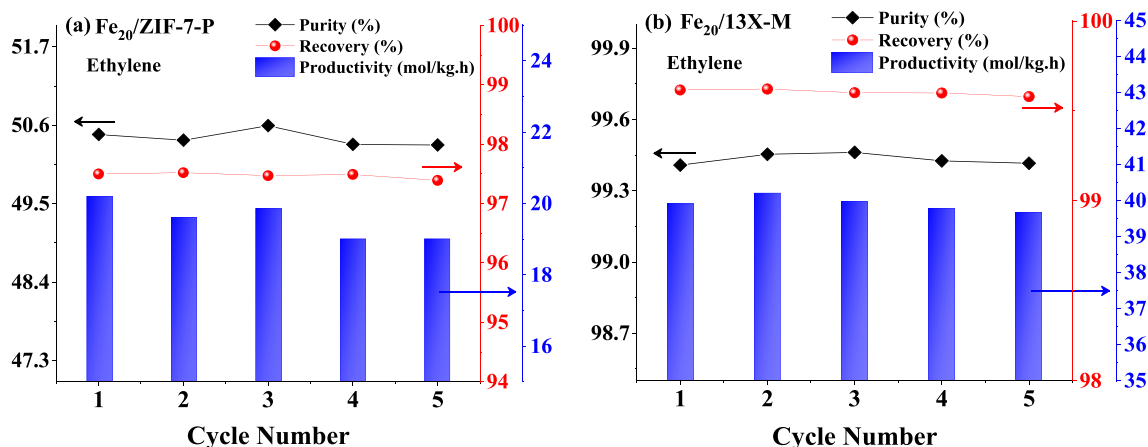 (a) Fe20/ZIF-7-P
Purity (%)
Recovery (%)
Productivity (mol/kg.h)
Ethylene
51.7
50.6
49.5
48.4
47.3
100
99
98
97
96
95
94
24
22
20
18
16
1 2 3 4 5
Cycle Number
(b) Fe20/13X-M
Purity (%)
Recovery (%)
Productivity (mol/kg.h)
Ethylene
99.9
99.6
99.3
99.0
98.7
100
99
98
45
44
43
42
41
40
39
38
37
36
35
1 2 3 4 5
Cycle Number